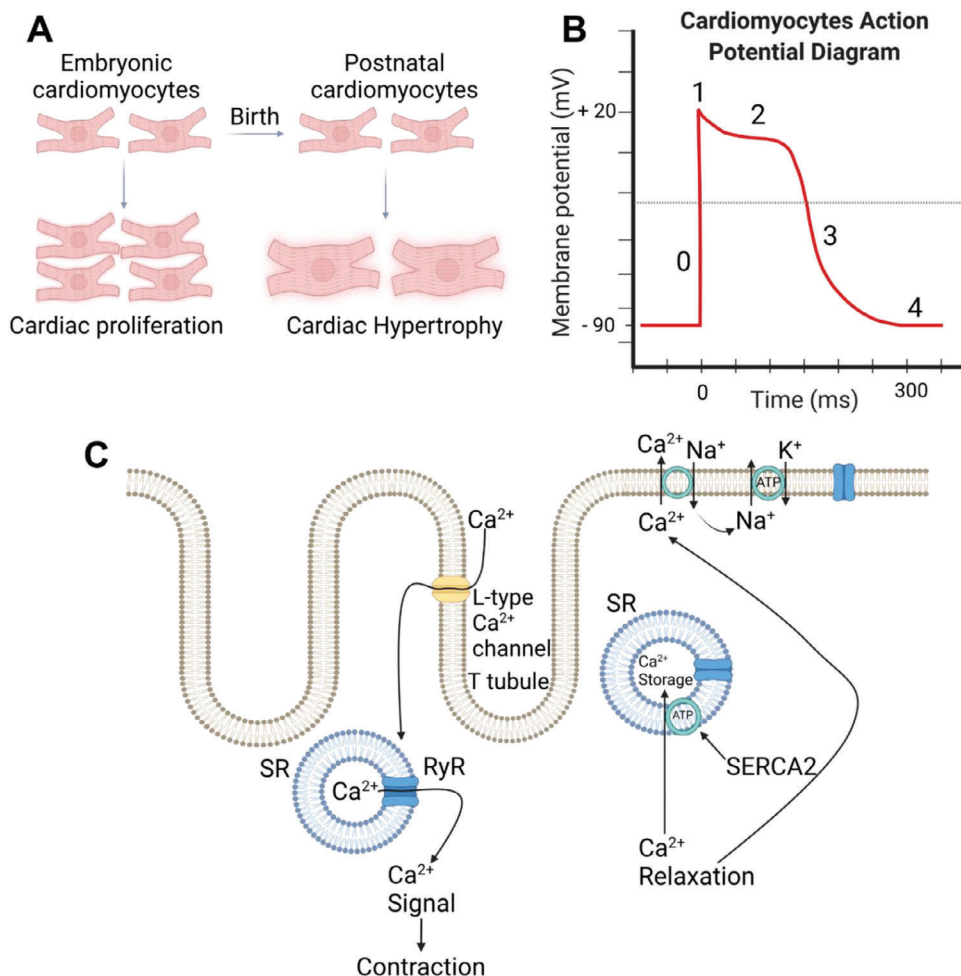 A
Embryonic
cardiomyocytes
Birth
Postnatal
cardiomyocytes
Cardiac proliferation
Cardiac Hypertrophy
B
Cardiomyocytes Action
Potential Diagram
Membrane potential (mV)
+ 20
- 90
0
1
2
3
4
0
300
Time (ms)
C
Ca²⁺
L-type
Ca²⁺
channel
T tubule
SR
RyR
Ca²⁺
Ca²⁺
Signal
Contraction
Ca²⁺
Na⁺
K⁺
ATP
Ca²⁺
Na⁺
SR
Ca²⁺
Storage
ATP
SERCA2
Ca²⁺
Relaxation